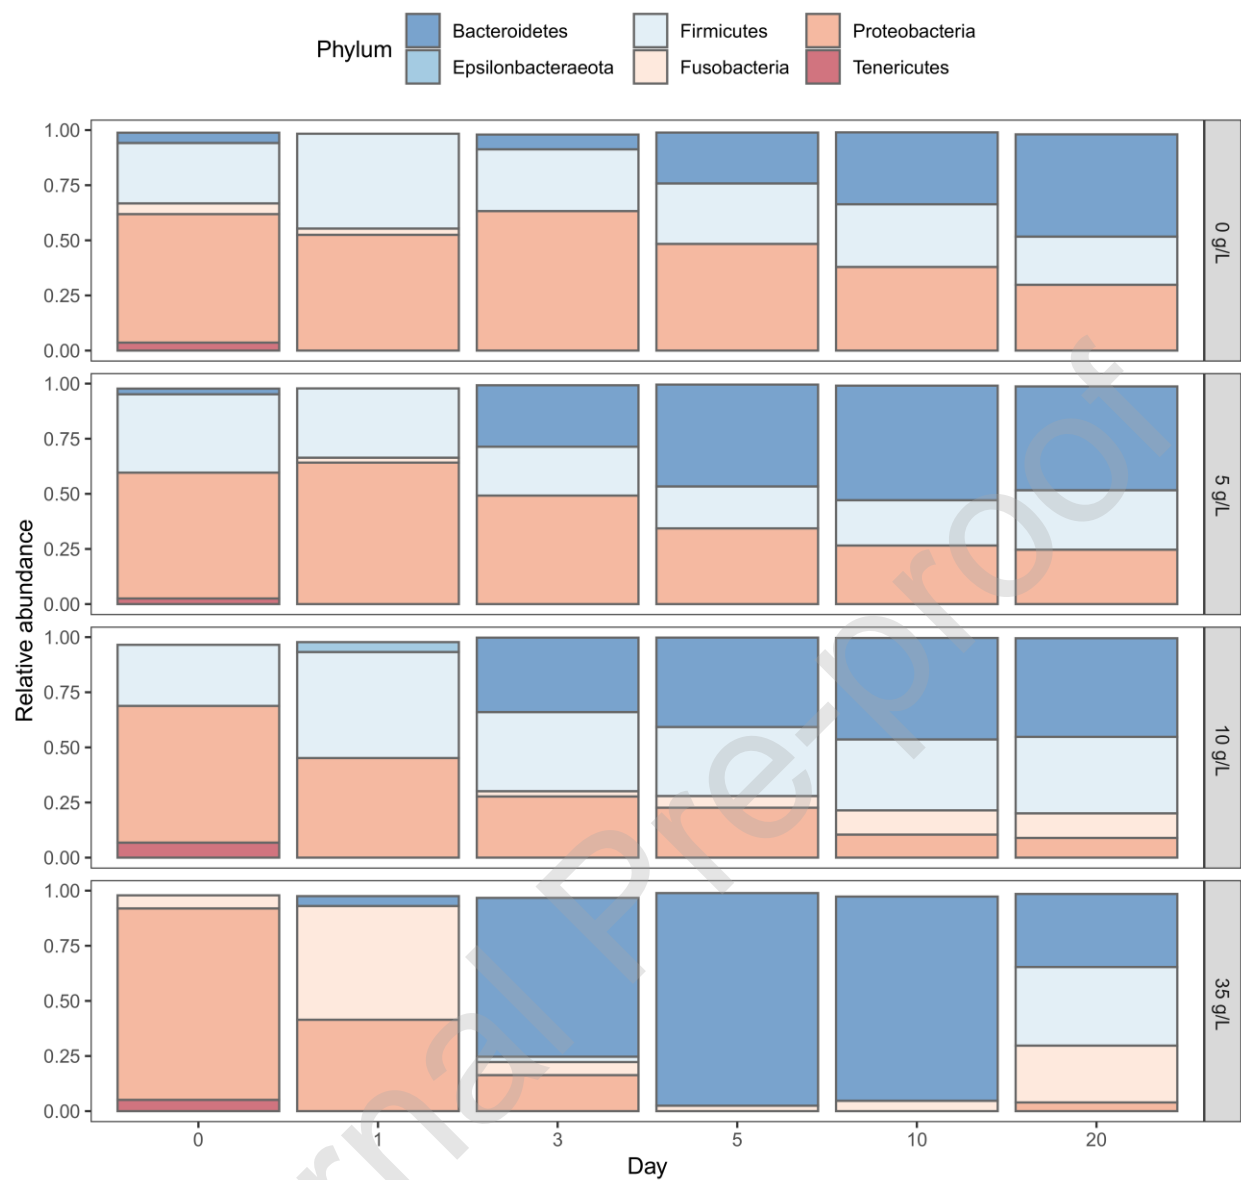 Phylum
Bacteroidetes
Firmicutes
Proteobacteria
Epsilonbacteraeota
Fusobacteria
Tenericutes
Relative abundance
1.00
0.75
0.50
0.25
0.00
0 g/L
1.00
0.75
0.50
0.25
0.00
5 g/L
1.00
0.75
0.50
0.25
0.00
10 g/L
1.00
0.75
0.50
0.25
0.00
35 g/L
0 1 3 5 10 20
Day
rnal Pre-proof